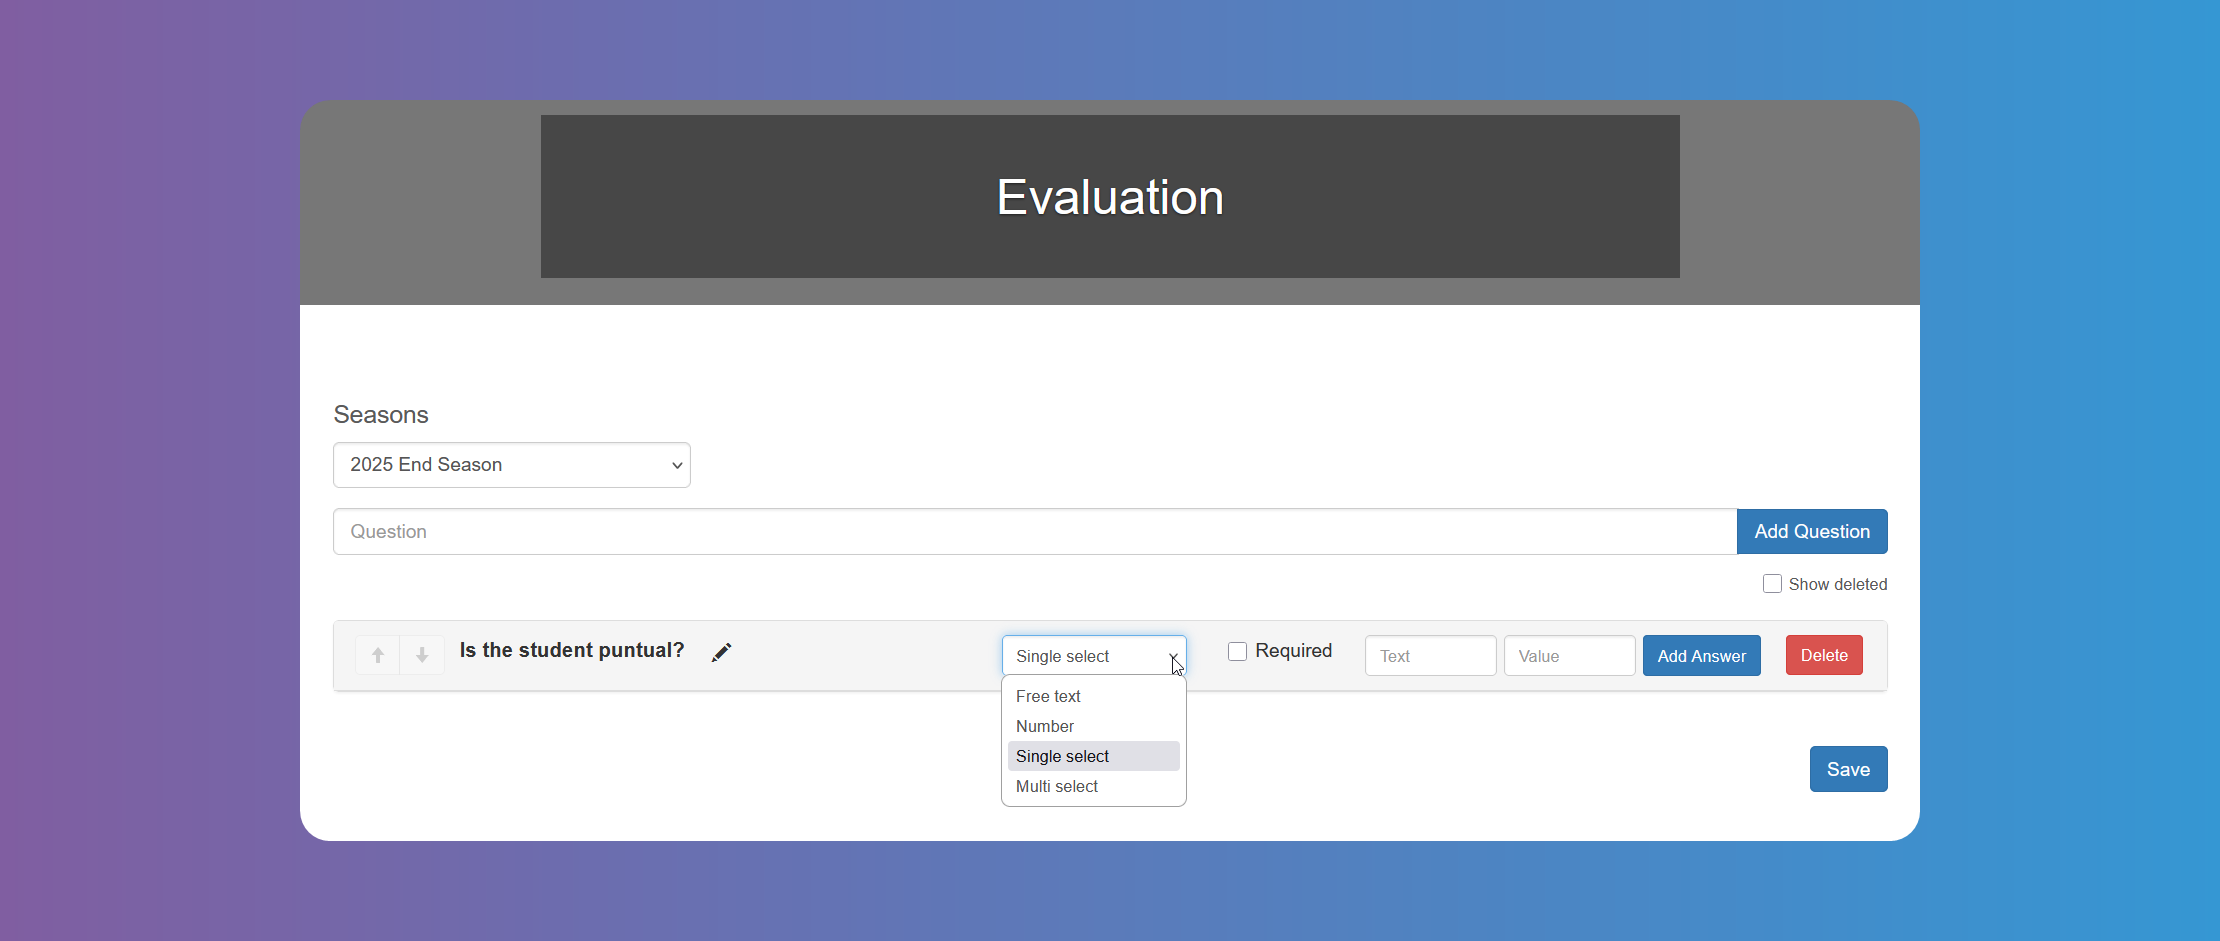 Evaluation
Seasons
2025 End Season
Question
Add Question
Show deleted
Is the student puntual?
Single select
Required
Text
Value
Add Answer
Delete
Free text
Number
Single select
Multi select
Save